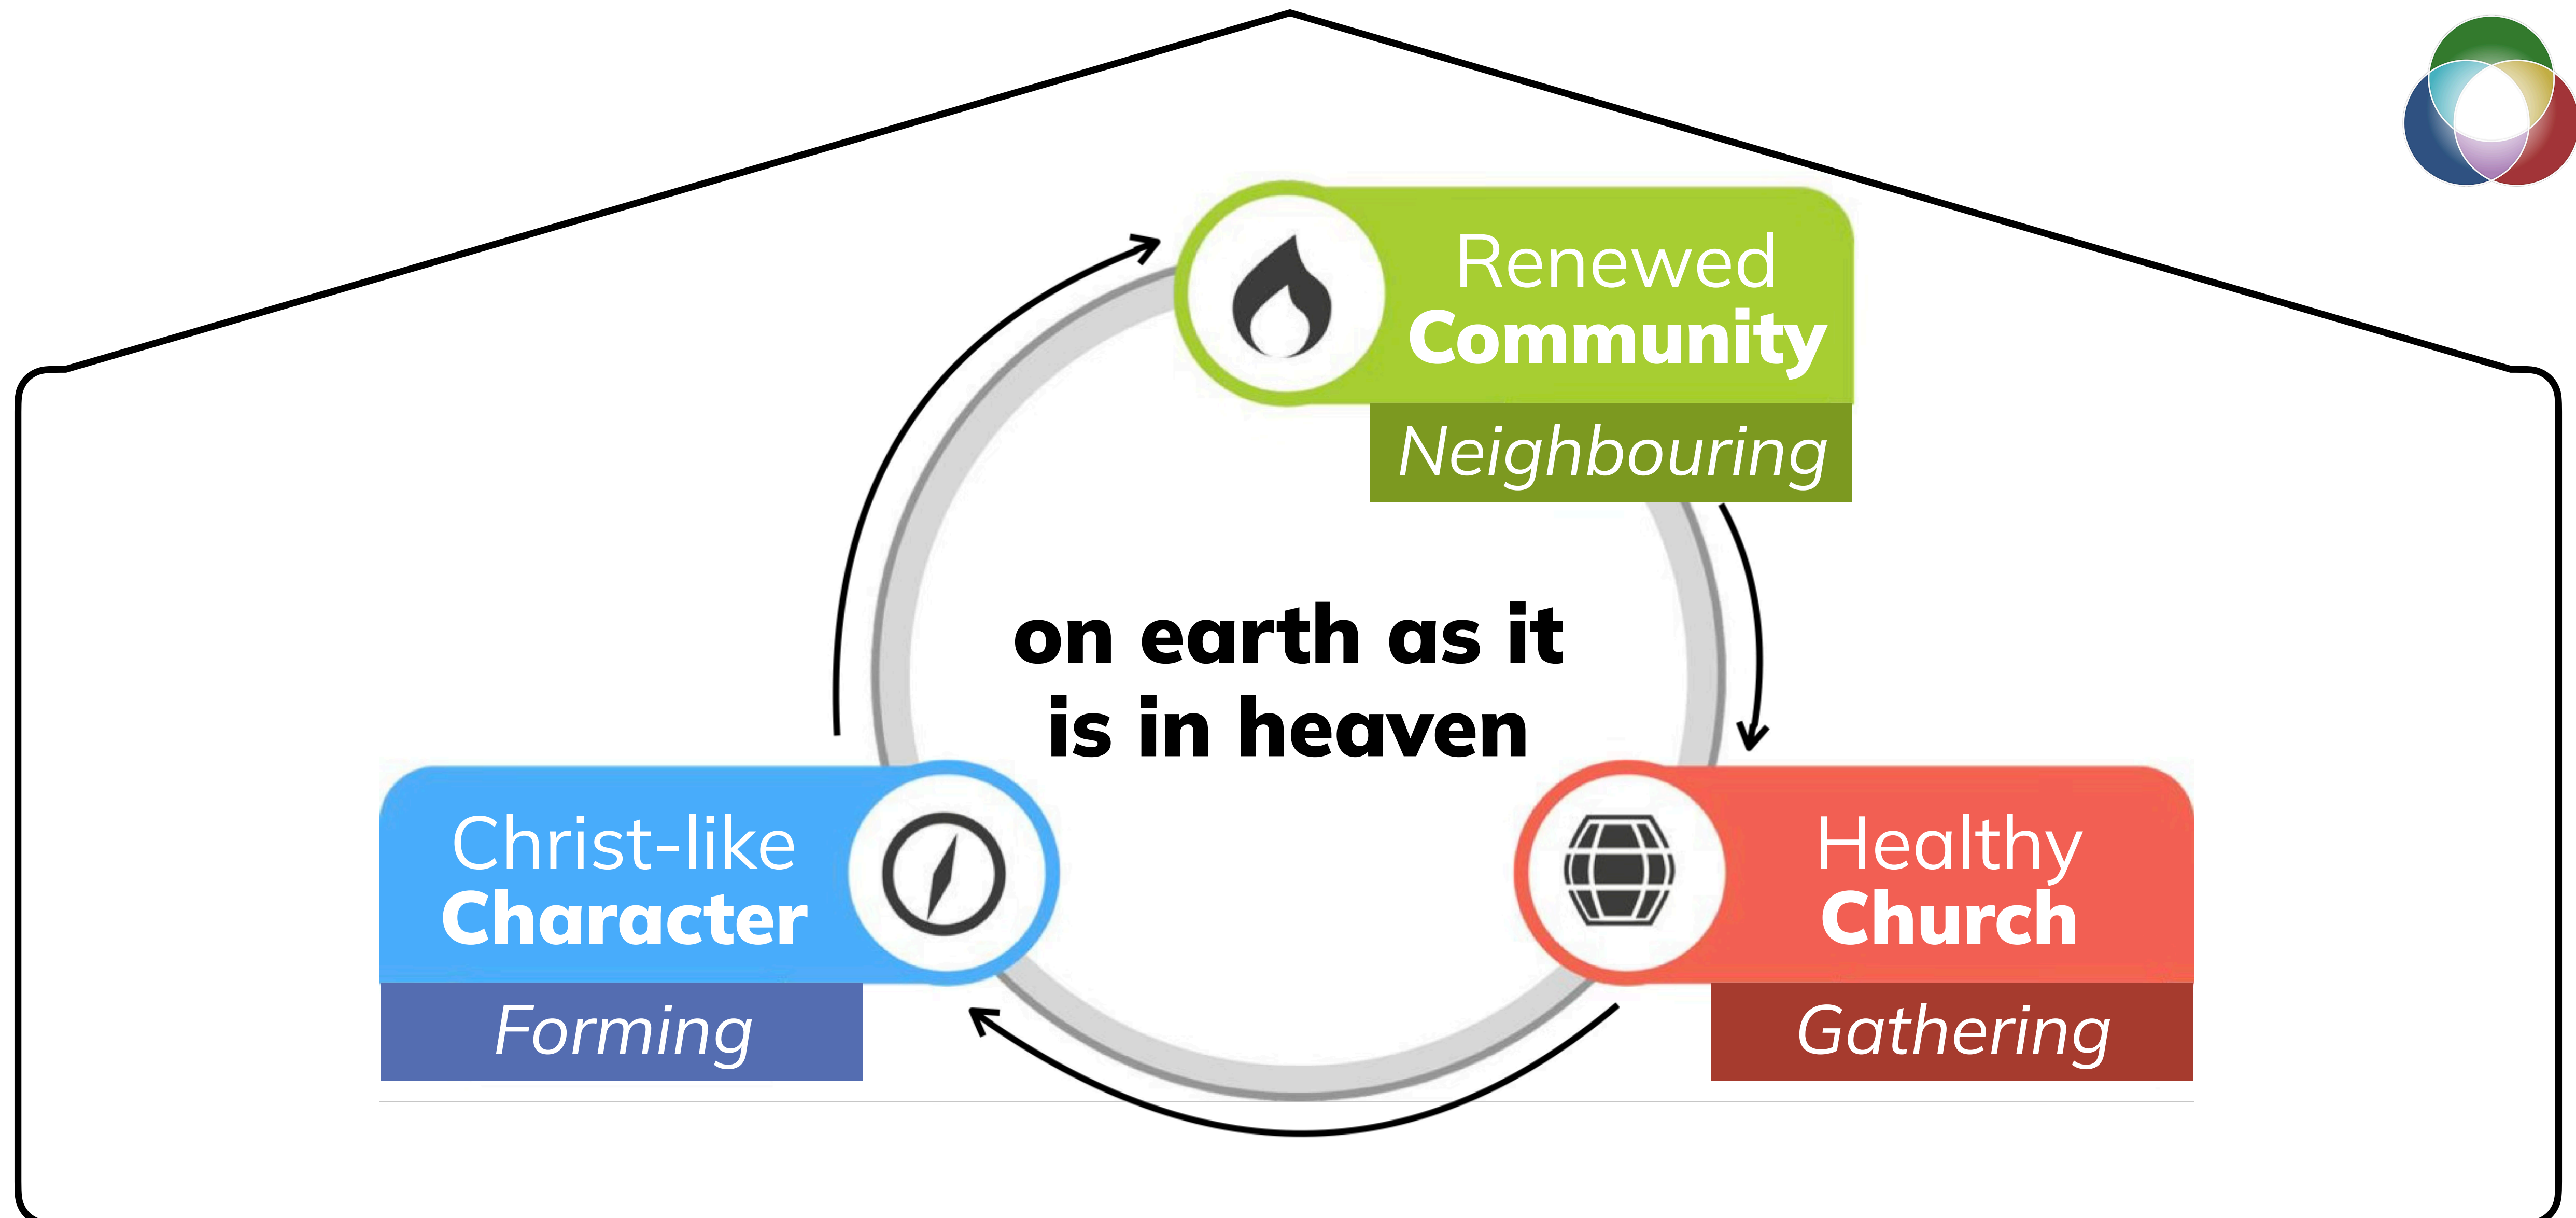 Renewed
Community
Neighbouring
on earth as it
is in heaven
Christ-like
Character
Forming
Healthy
Church
Gathering